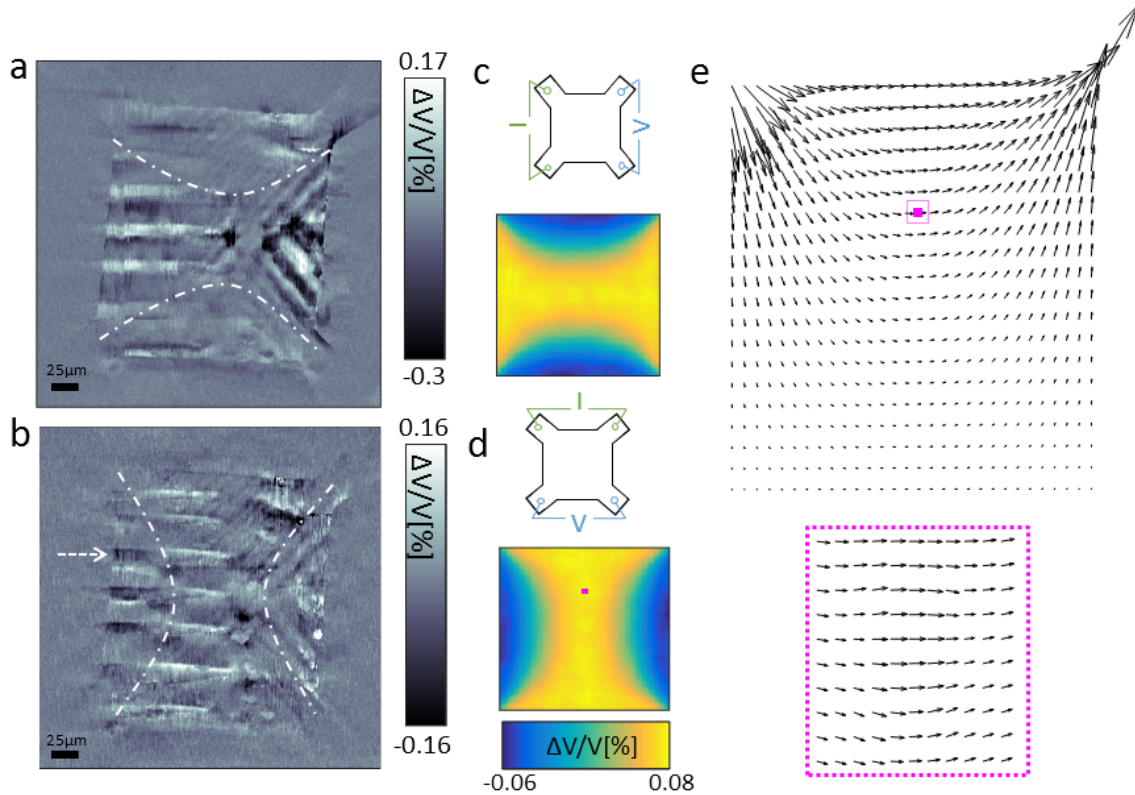 a
0.17
ΔV/V[%]
-0.3
25µm
b
0.16
ΔV/V[%]
-0.16
25µm
c
I
V
d
I
V
ΔV/V[%]
-0.06 0.08
e